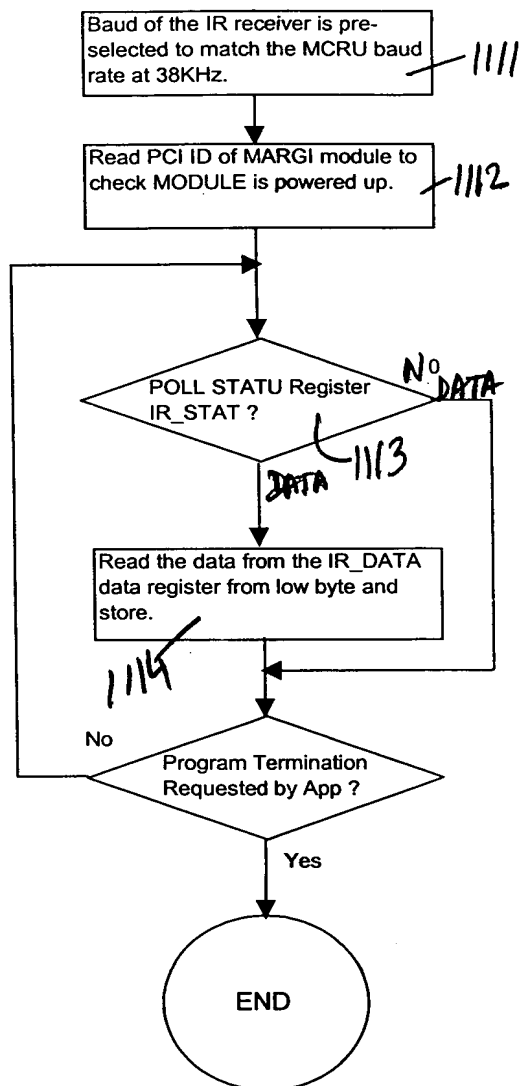 Baud of the IR receiver is pre-
selected to match the MCRU baud
rate at 38KHz.
1111
Read PCI ID of MARGI module to
check MODULE is powered up.
1112
POLL STATU Register
IR_STAT ?
No
DATA
1113
DATA
Read the data from the IR_DATA
data register from low byte and
store.
1114
No
Program Termination
Requested by App ?
Yes
END